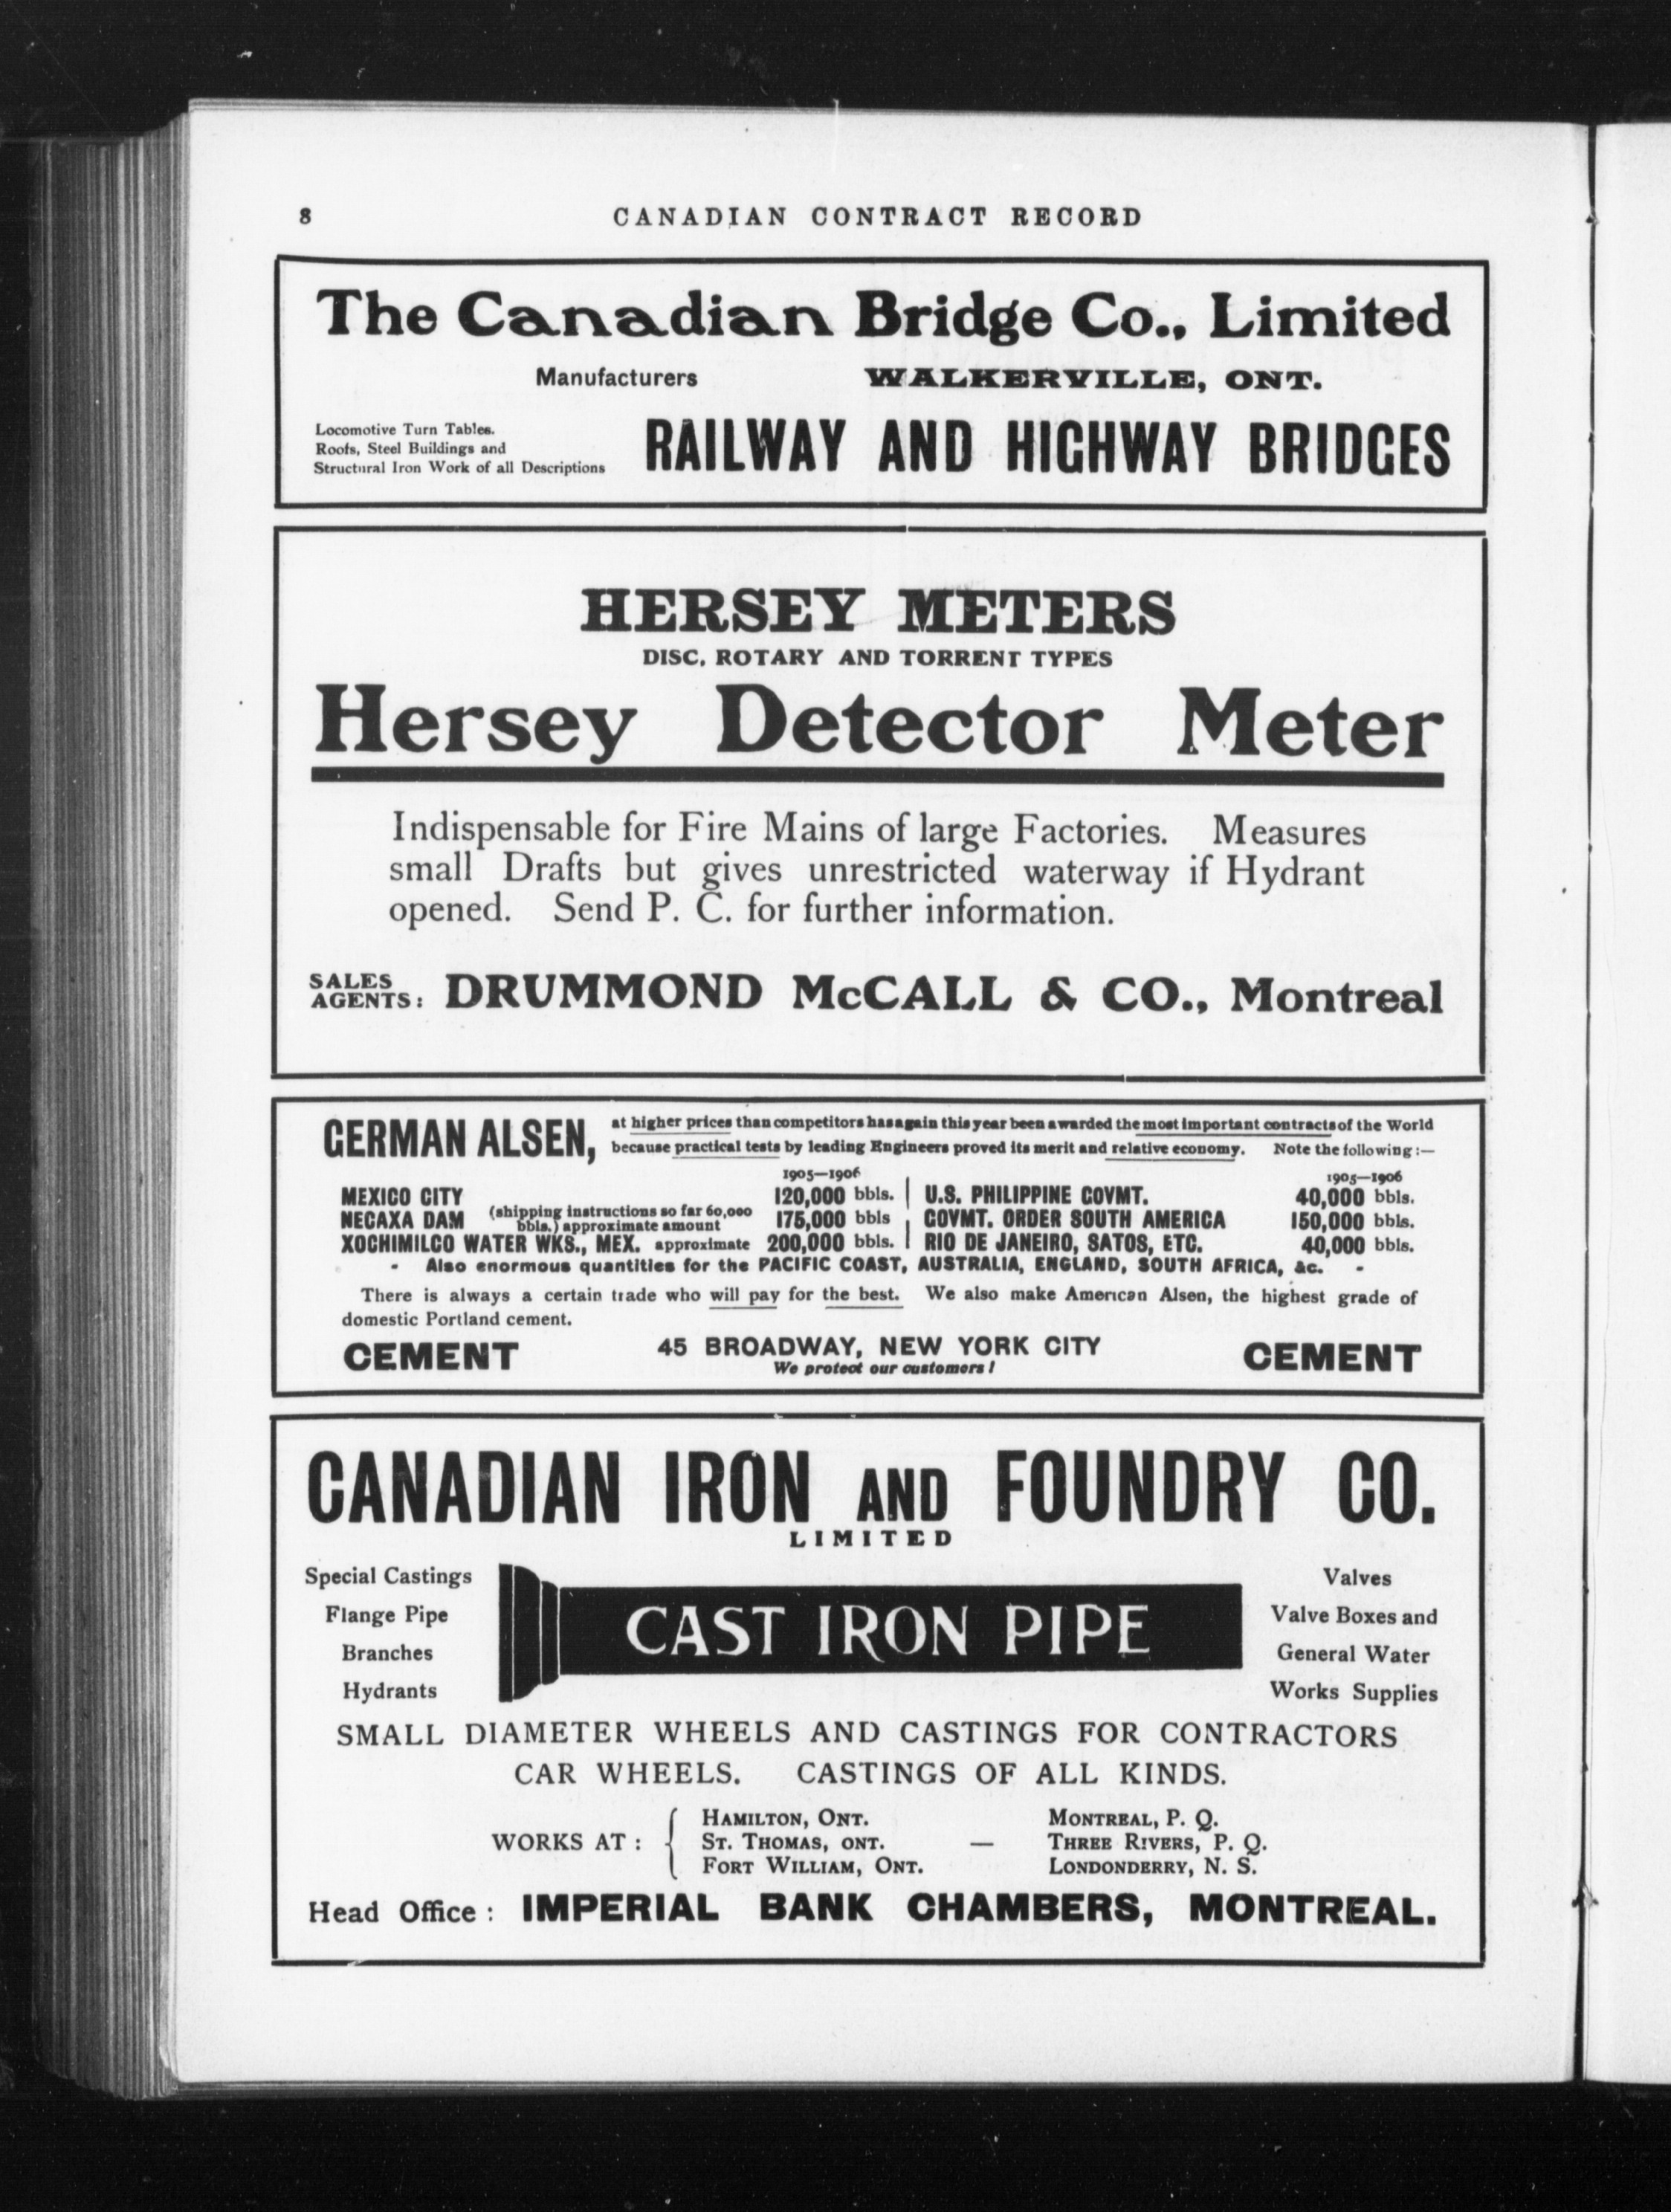 8
CANADIAN CONTRACT RECORD
The Canadian Bridge Co., Limited
Manufacturers WALKERVILLE, ONT.
Locomotive Turn Tables.
Roofs, Steel Buildings and
Structural Iron Work of all Descriptions
RAILWAY AND HIGHWAY BRIDGES
HERSEY METERS
DISC, ROTARY AND TORRENT TYPES
Hersey Detector Meter
Indispensable for Fire Mains of large Factories. Measures
small Drafts but gives unrestricted waterway if Hydrant
opened. Send P. C. for further information.
SALES
AGENTS: DRUMMOND McCALL & CO., Montreal
GERMAN ALSEN,
at higher prices than competitors has again this year been awarded the most important contracts of the World
because practical tests by leading Engineers proved its merit and relative economy. Note the following:—
1905—1906
MEXICO CITY 120,000 bbls.
NECAXA DAM (shipping instructions so far 60,000
bbls.) approximate amount 175,000 bbls
XOCHIMILCO WATER WKS., MEX. approximate 200,000 bbls.
1905—1906
U.S. PHILIPPINE GOVMT. 40,000 bbls.
GOVMT. ORDER SOUTH AMERICA 150,000 bbls.
RIO DE JANEIRO, SATOS, ETC. 40,000 bbls.
- Also enormous quantities for the PACIFIC COAST, AUSTRALIA, ENGLAND, SOUTH AFRICA, &c. -
There is always a certain trade who will pay for the best. We also make American Alsen, the highest grade of
domestic Portland cement.
CEMENT
45 BROADWAY, NEW YORK CITY
We protect our customers!
CEMENT
CANADIAN IRON AND FOUNDRY CO.
LIMITED
Special Castings
Flange Pipe
Branches
Hydrants
CAST IRON PIPE
Valves
Valve Boxes and
General Water
Works Supplies
SMALL DIAMETER WHEELS AND CASTINGS FOR CONTRACTORS
CAR WHEELS. CASTINGS OF ALL KINDS.
WORKS AT:
HAMILTON, ONT.
ST. THOMAS, ONT. —
FORT WILLIAM, ONT.
MONTREAL, P. Q.
THREE RIVERS, P. Q.
LONDONDERRY, N. S.
Head Office: IMPERIAL BANK CHAMBERS, MONTREAL.